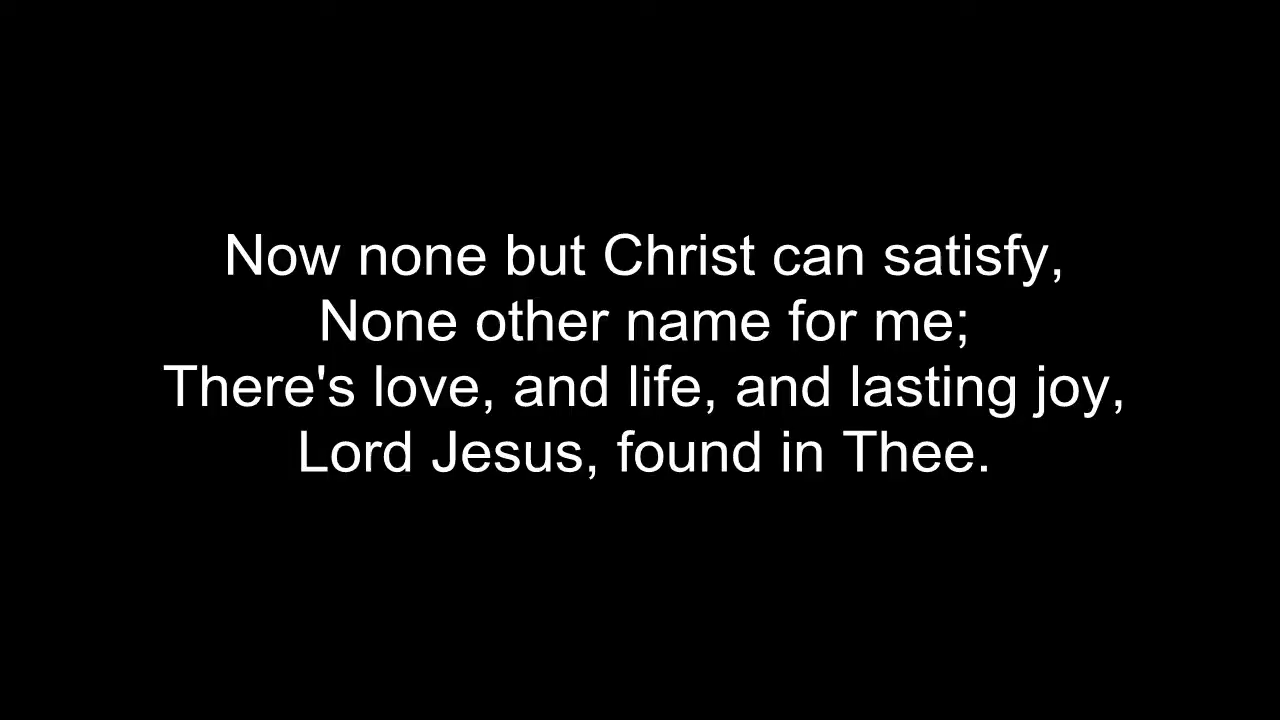 Now none but Christ can satisfy,
None other name for me;
There's love, and life, and lasting joy,
Lord Jesus, found in Thee.